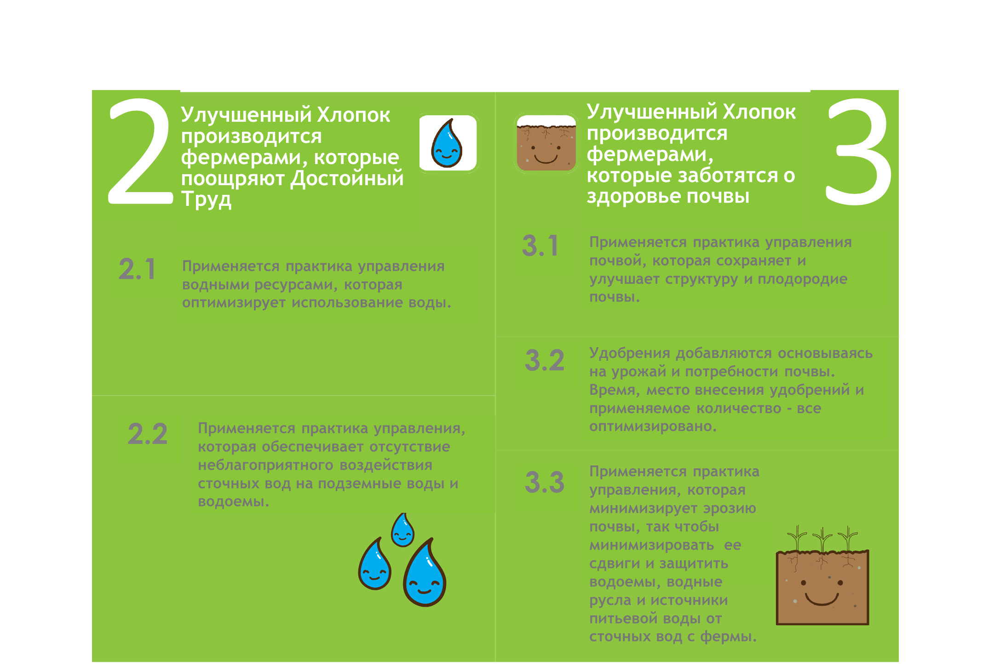 2
Улучшенный Хлопок
производится
фермерами, которые
поощряют Достойный
Труд
2.1
Применяется практика управления
водными ресурсами, которая
оптимизирует использование воды.
2.2
Применяется практика управления,
которая обеспечивает отсутствие
неблагоприятного воздействия
сточных вод на подземные воды и
водоемы.
3
Улучшенный Хлопок
производится
фермерами,
которые заботятся о
здоровье почвы
3.1
Применяется практика управления
почвой, которая сохраняет и
улучшает структуру и плодородие
почвы.
3.2
Удобрения добавляются основываясь
на урожай и потребности почвы.
Время, место внесения удобрений и
применяемое количество - все
оптимизировано.
3.3
Применяется практика
управления, которая
минимизирует эрозию
почвы, так чтобы
минимизировать ее
сдвиги и защитить
водоемы, водные
русла и источники
питьевой воды от
сточных вод с фермы.